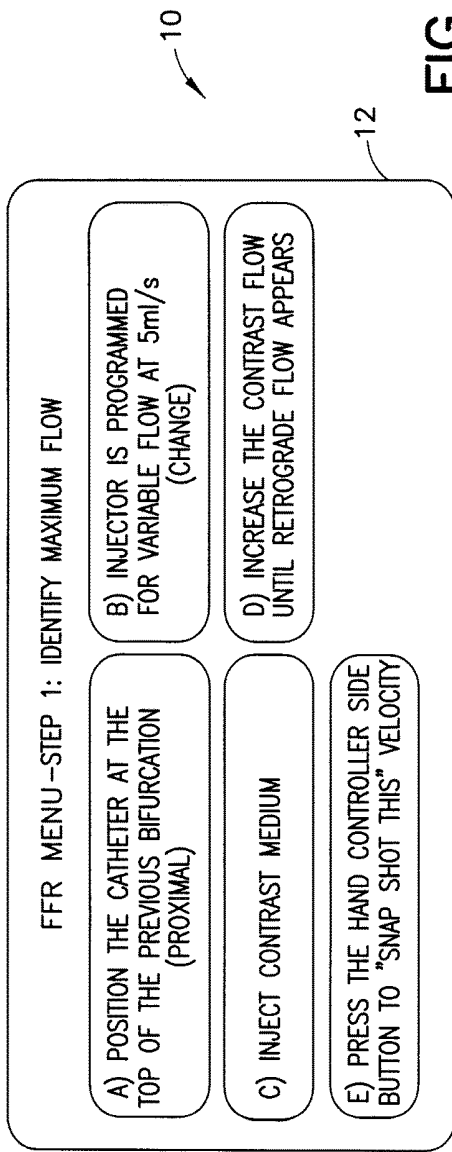 FFR MENU-STEP 1: IDENTIFY MAXIMUM FLOW
A) POSITION THE CATHETER AT THE
TOP OF THE PREVIOUS BIFURCATION
(PROXIMAL)
B) INJECTOR IS PROGRAMMED
FOR VARIABLE FLOW AT 5ml/s
(CHANGE)
C) INJECT CONTRAST MEDIUM
D) INCREASE THE CONTRAST FLOW
UNTIL RETROGRADE FLOW APPEARS
E) PRESS THE HAND CONTROLLER SIDE
BUTTON TO "SNAP SHOT THIS" VELOCITY
10
12
FIG